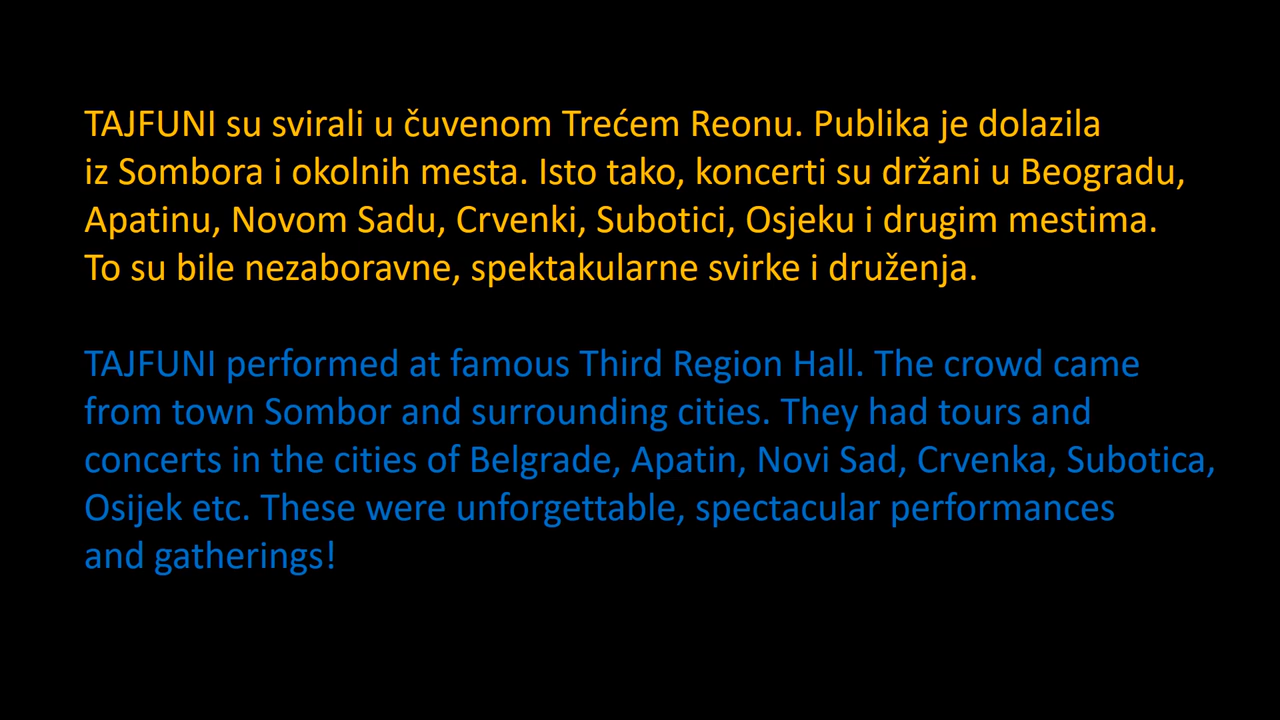 TAJFUNI su svirali u čuvenom Trećem Reonu. Publika je dolazila
iz Sombora i okolnih mesta. Isto tako, koncerti su držani u Beogradu,
Apatinu, Novom Sadu, Crvenki, Subotici, Osjeku i drugim mestima.
To su bile nezaboravne, spektakularne svirke i druženja.
TAJFUNI performed at famous Third Region Hall. The crowd came
from town Sombor and surrounding cities. They had tours and
concerts in the cities of Belgrade, Apatin, Novi Sad, Crvenka, Subotica,
Osijek etc. These were unforgettable, spectacular performances
and gatherings!